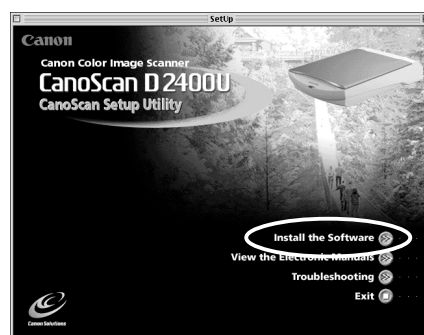 SetUp
Canon
Canon Color Image Scanner
CanoScan D 2400U
CanoScan Setup Utility
Install the Software
View the Electronic Manuals
Troubleshooting
Exit
Canon Solutions